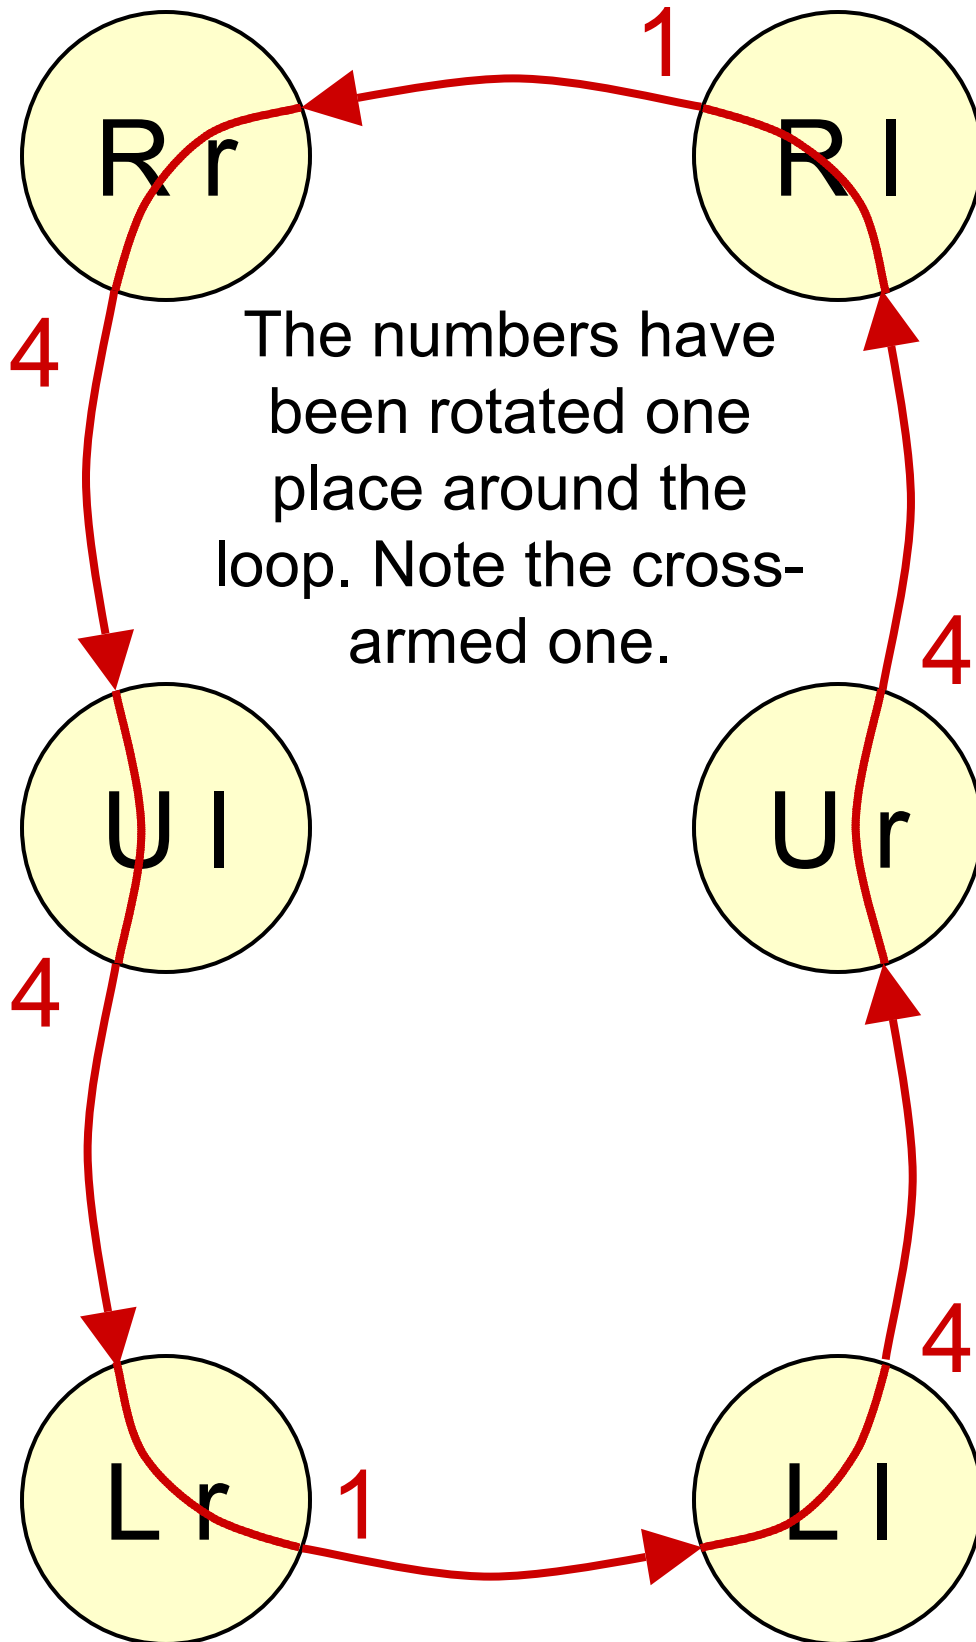 1
R r
R l
4
The numbers have
been rotated one
place around the
loop. Note the cross-
armed one.
4
U l
U r
4
4
L r
1
L l